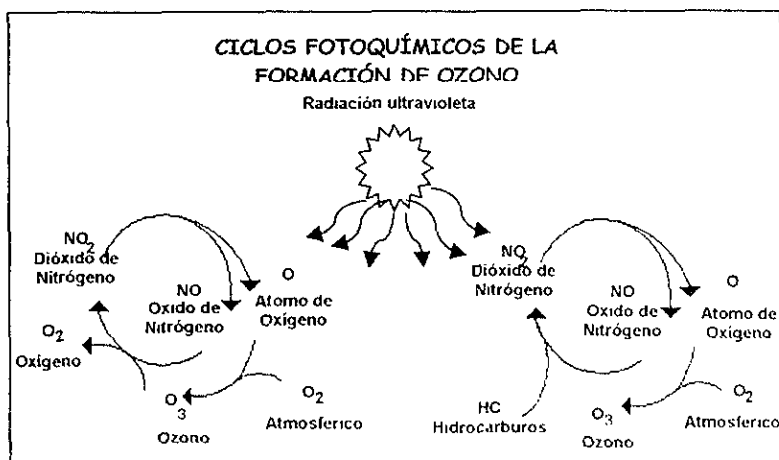 CICLOS FOTOQUÍMICOS DE LA
FORMACIÓN DE OZONO
Radiación ultravioleta
NO2
Dióxido de
Nitrógeno
NO
Oxido de
Nitrógeno
O
Atomo de
Oxígeno
O2
Oxigeno
O3
Ozono
O2
Atmosferico
NO2
Dióxido de
Nitrógeno
NO
Oxido de
Nitrógeno
O
Atomo de
Oxígeno
HC
Hidrocarburos
O3
Ozono
O2
Atmosferico